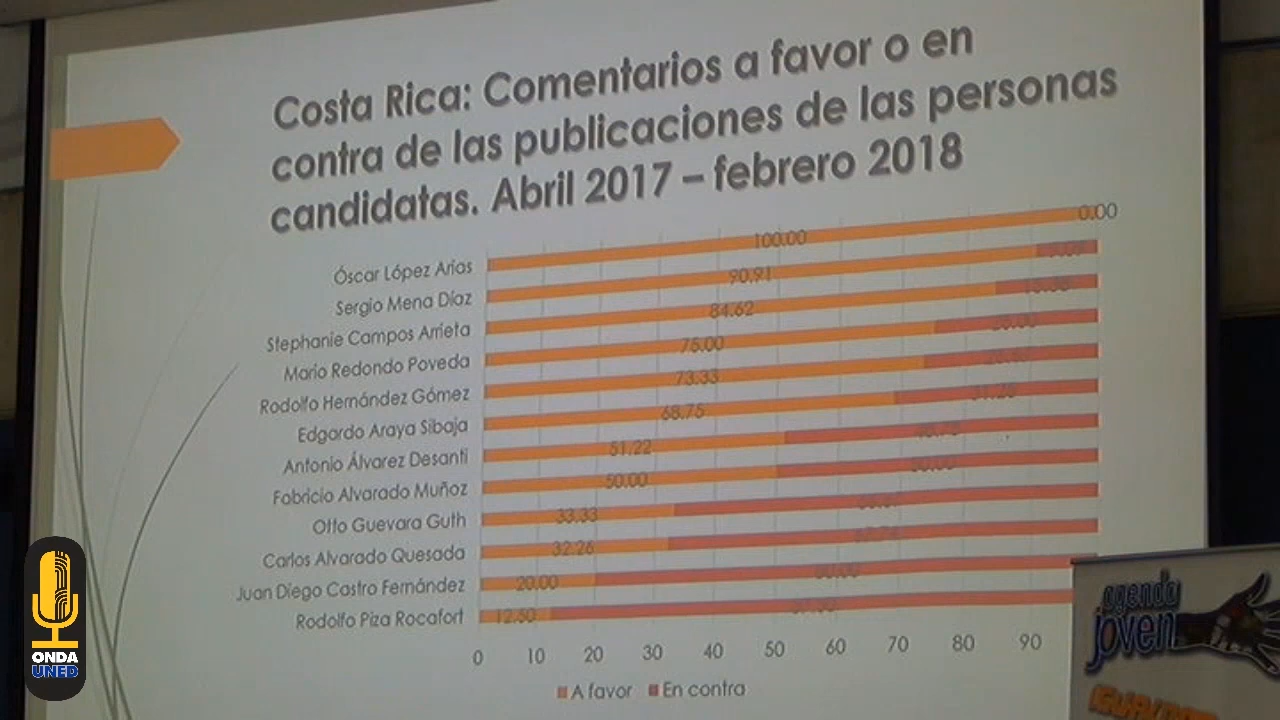 Costa Rica: Comentarios a favor o en
contra de las publicaciones de las personas
candidatas. Abril 2017 – febrero 2018
Óscar López Arias 100.00 0.00
Sergio Mena Díaz 90.91
Stephanie Campos Arrieta 84.62
Mario Redondo Poveda 75.00
Rodolfo Hernández Gómez 73.33
Edgardo Araya Sibaja 68.75
Antonio Álvarez Desanti 51.22
Fabricio Alvarado Muñoz 50.00
Otto Guevara Guth 33.33
Carlos Alvarado Quesada 32.26
Juan Diego Castro Fernández 20.00
Rodolfo Piza Rocafort 12.50
0 10 20 30 40 50 60 70 80 90
A favor En contra
ONDA
UNED
agenda
joven